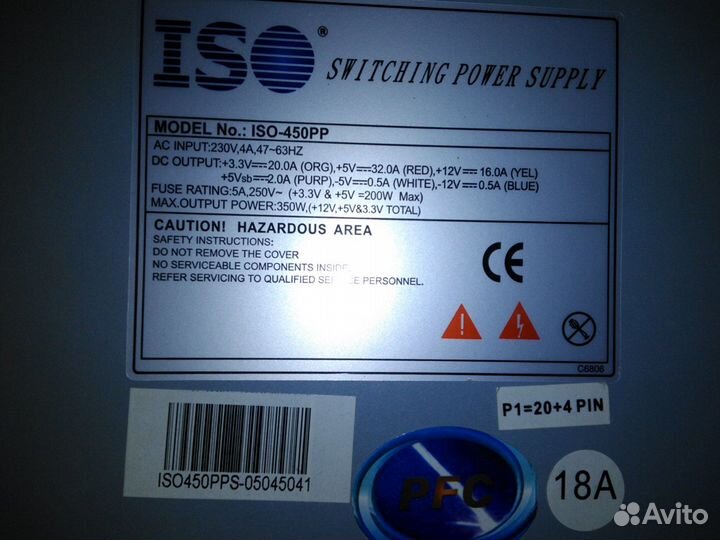 ISO®
SWITCHING POWER SUPPLY
MODEL No.: ISO-450PP
AC INPUT:230V,4A,47~63HZ
DC OUTPUT:+3.3V⎓20.0A (ORG),+5V⎓32.0A (RED),+12V⎓16.0A (YEL)
+5Vsb⎓2.0A (PURP),-5V⎓0.5A (WHITE),-12V⎓0.5A (BLUE)
FUSE RATING:5A,250V~ (+3.3V & +5V =200W Max)
MAX.OUTPUT POWER:350W,(+12V,+5V&3.3V TOTAL)
CAUTION! HAZARDOUS AREA
SAFETY INSTRUCTIONS:
DO NOT REMOVE THE COVER
NO SERVICEABLE COMPONENTS INSIDE
REFER SERVICING TO QUALIFIED SERVICE PERSONNEL.
CE
C6806
P1=20+4 PIN
ISO450PPS-05045041
PFC
18A
Avito